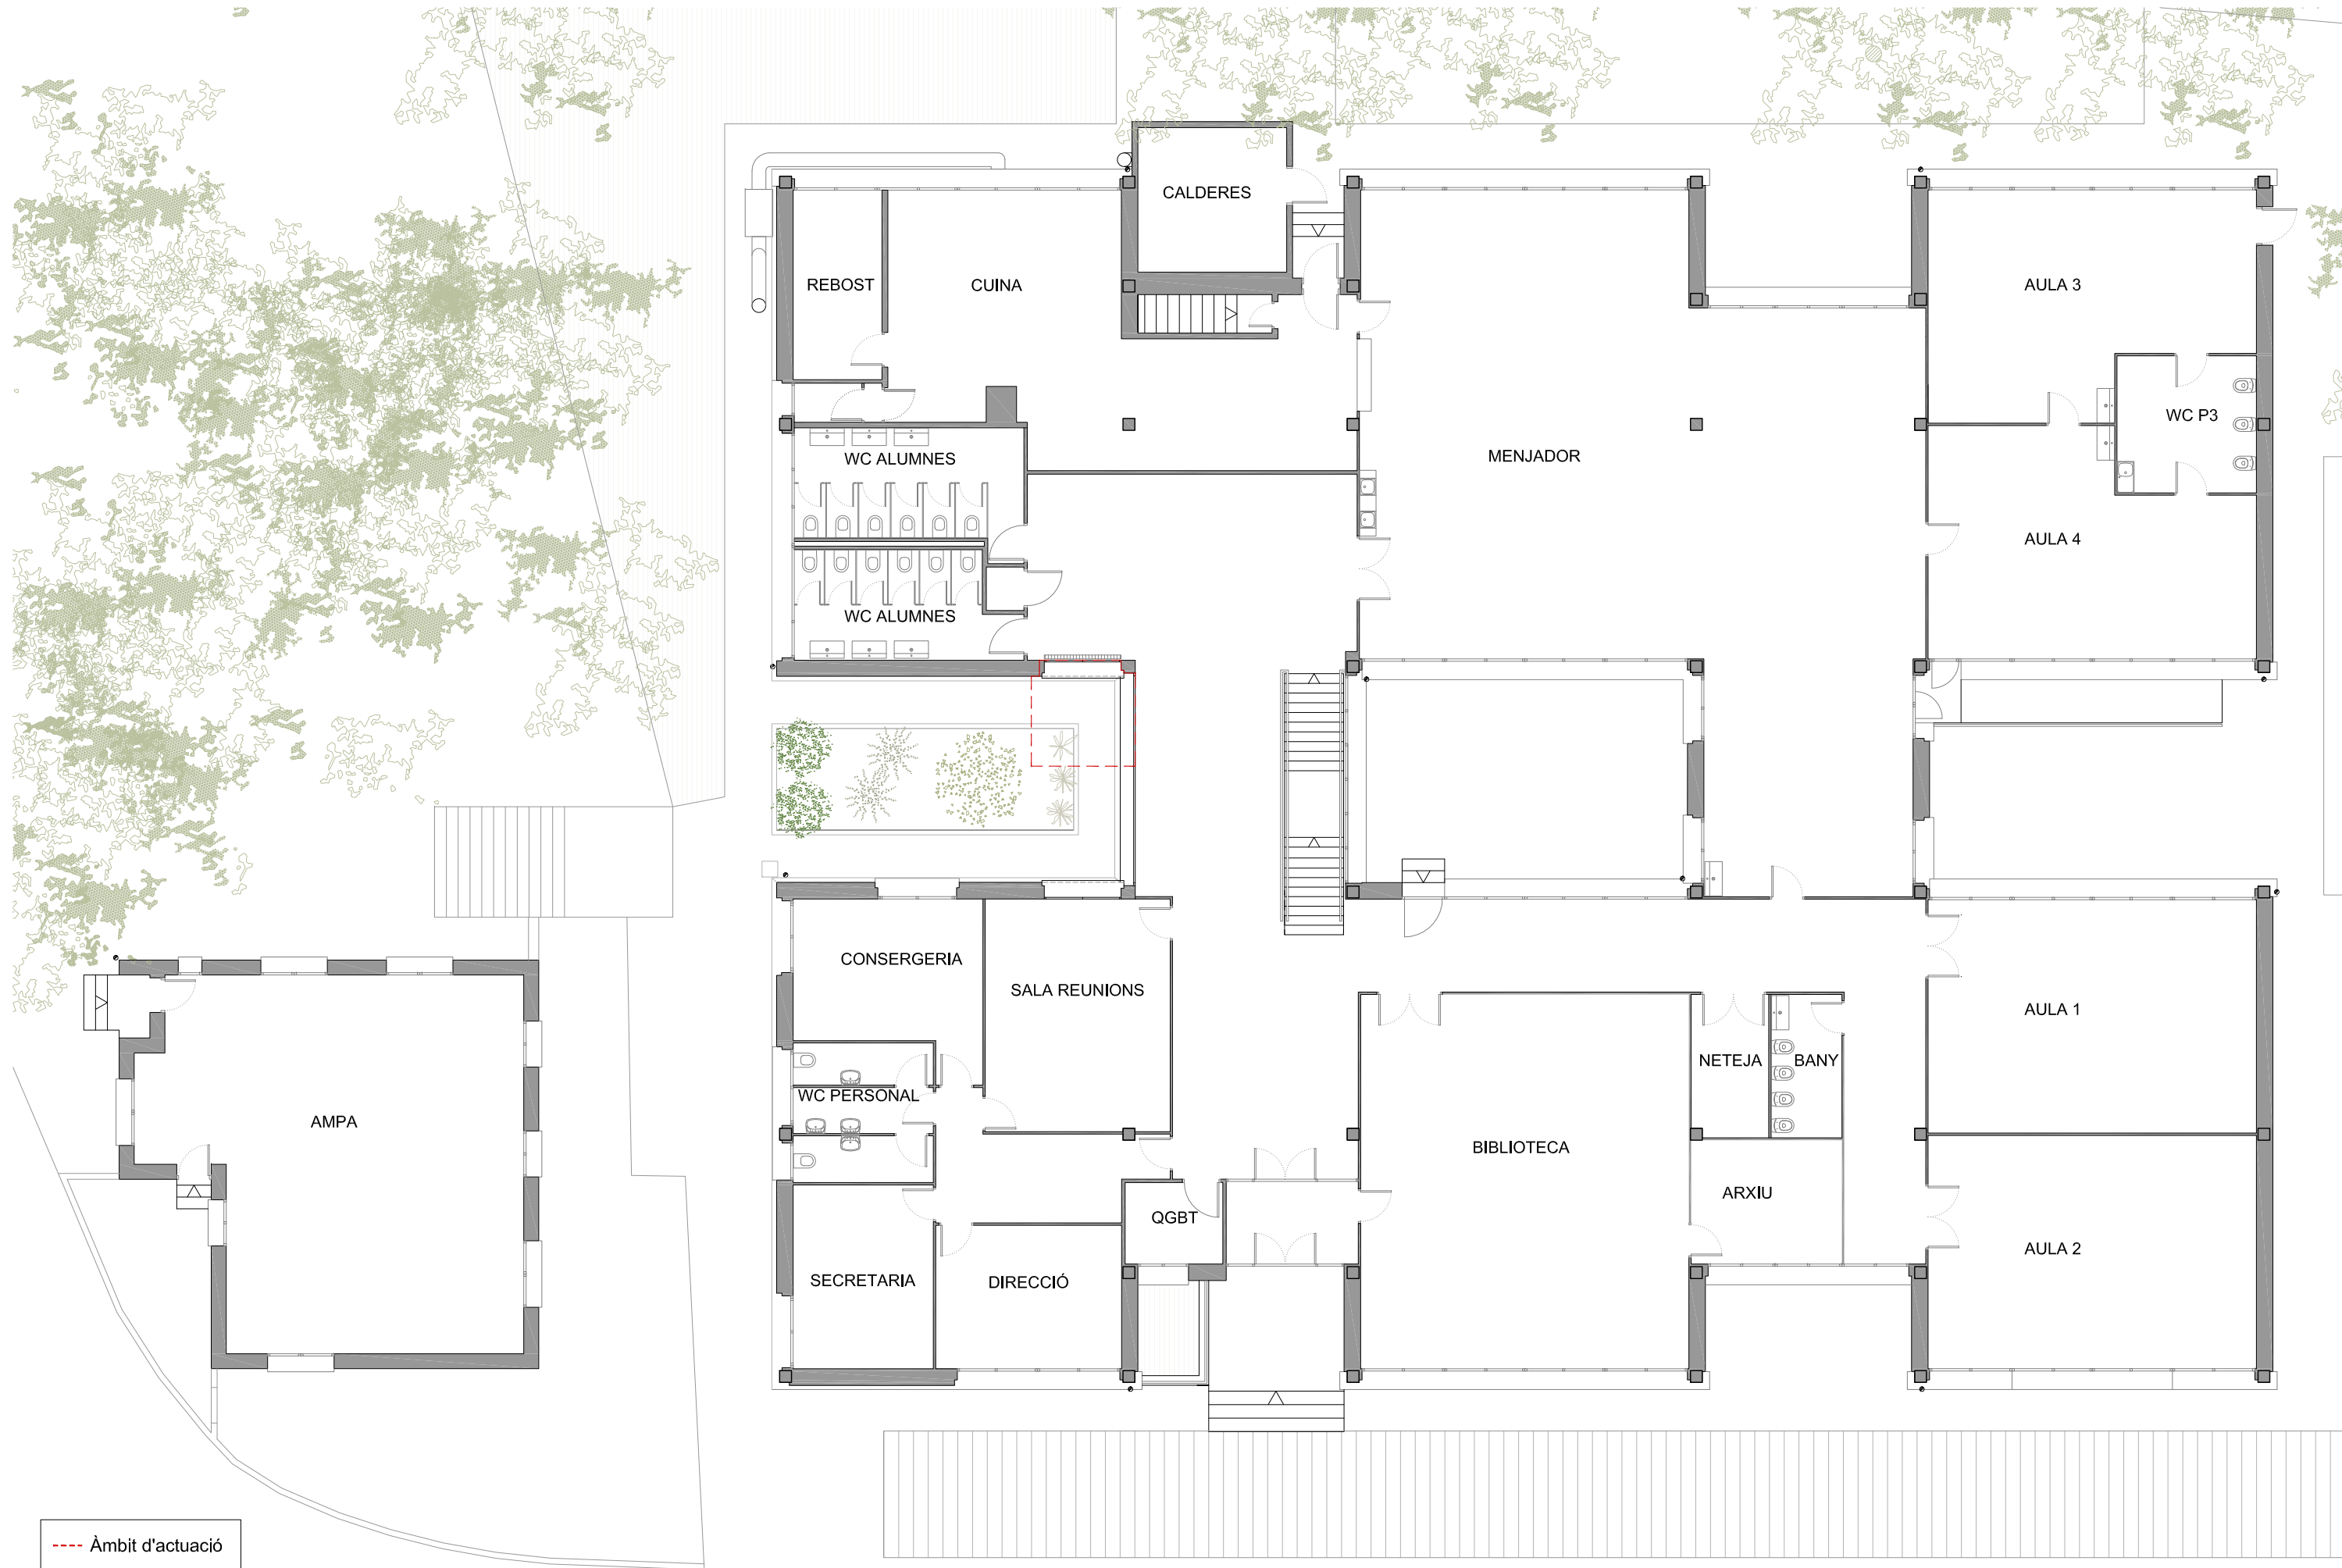 CALDERES
REBOST
CUINA
AULA 3
WC P3
WC ALUMNES
MENJADOR
AULA 4
WC ALUMNES
CONSERGERIA
SALA REUNIONS
AULA 1
NETEJA
BANY
WC PERSONAL
AMPA
BIBLIOTECA
ARXIU
QGBT
AULA 2
SECRETARIA
DIRECCIÓ
Àmbit d'actuació